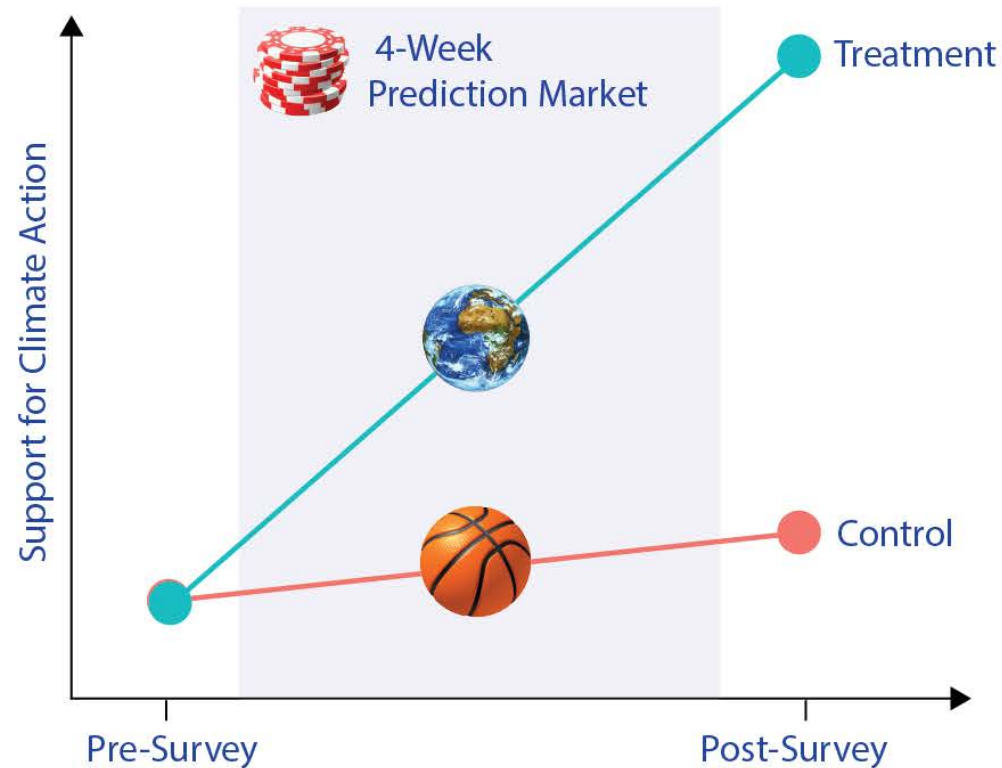 4-Week
Prediction Market
Treatment
Support for Climate Action
Control
Pre-Survey
Post-Survey